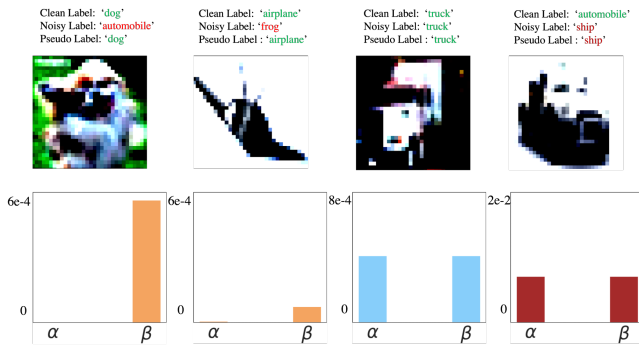 Clean Label: 'dog'
Noisy Label: 'automobile'
Pseudo Label: 'dog'
Clean Label: 'airplane'
Noisy Label: 'frog'
Pseudo Label : 'airplane'
Clean Label: 'truck'
Noisy Label: 'truck'
Pseudo Label : 'truck'
Clean Label: 'automobile'
Noisy Label: 'ship'
Pseudo Label : 'ship'
6e-4
0
α β
6e-4
0
α β
8e-4
0
α β
2e-2
0
α β